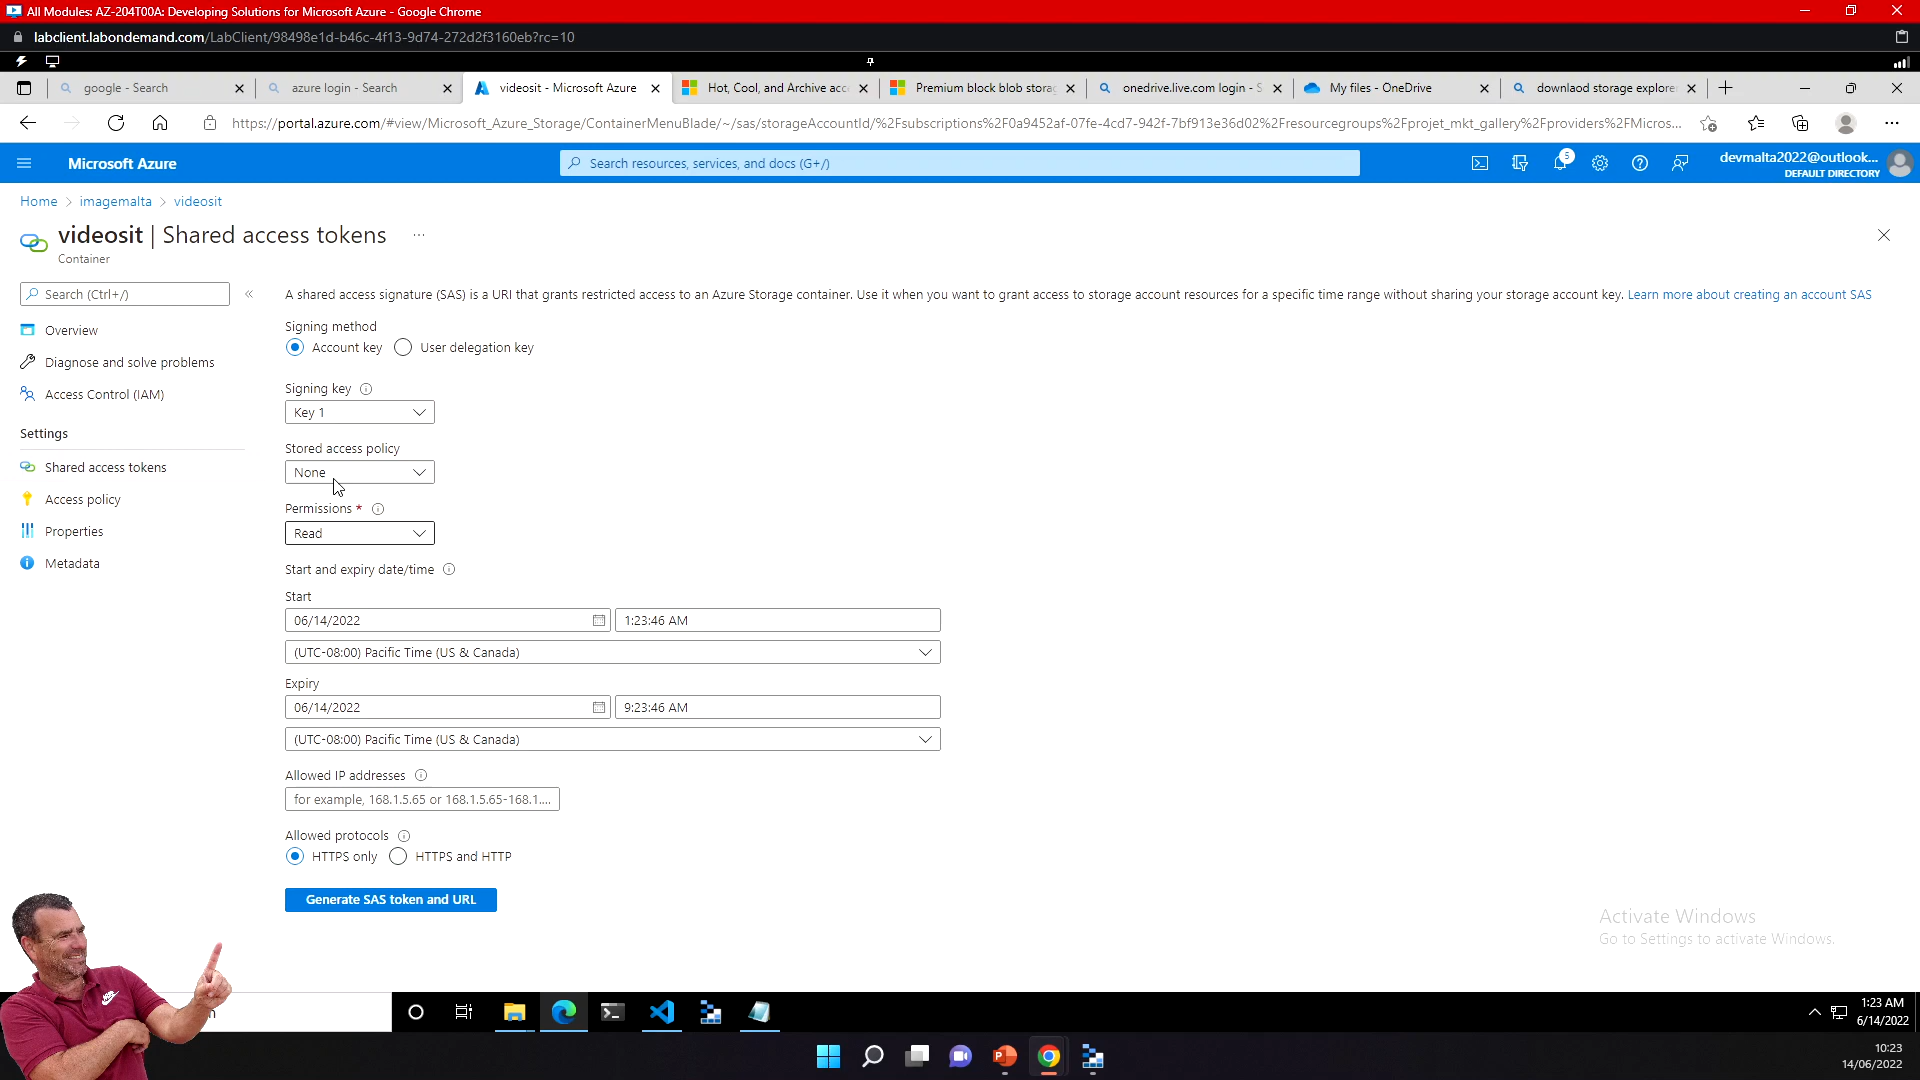 All Modules: AZ-204T00A: Developing Solutions for Microsoft Azure - Google Chrome
labclient.labondemand.com/LabClient/98498e1d-b46c-4f13-9d74-272d2f3160eb?rc=10
google - Search
azure login - Search
videosit - Microsoft Azure
Hot, Cool, and Archive acc
Premium block blob stora
onedrive.live.com login - S
My files - OneDrive
downlaod storage explore
https://portal.azure.com/#view/Microsoft_Azure_Storage/ContainerMenuBlade/~/sas/storageAccountId/%2Fsubscriptions%2F0a9452af-07fe-4cd7-942f-7bf913e36d02%2Fresourcegroups%2Fprojet_mkt_gallery%2Fproviders%2FMicros...
Microsoft Azure
Search resources, services, and docs (G+/)
5
devmalta2022@outlook...
DEFAULT DIRECTORY
Home > imagemalta > videosit
videosit | Shared access tokens ...
Container
Search (Ctrl+/)
Overview
Diagnose and solve problems
Access Control (IAM)
Settings
Shared access tokens
Access policy
Properties
Metadata
A shared access signature (SAS) is a URI that grants restricted access to an Azure Storage container. Use it when you want to grant access to storage account resources for a specific time range without sharing your storage account key. Learn more about creating an account SAS
Signing method
Account key User delegation key
Signing key
Key 1
Stored access policy
None
Permissions *
Read
Start and expiry date/time
Start
06/14/2022 1:23:46 AM
(UTC-08:00) Pacific Time (US & Canada)
Expiry
06/14/2022 9:23:46 AM
(UTC-08:00) Pacific Time (US & Canada)
Allowed IP addresses
for example, 168.1.5.65 or 168.1.5.65-168.1....
Allowed protocols
HTTPS only HTTPS and HTTP
Generate SAS token and URL
Activate Windows
Go to Settings to activate Windows.
1:23 AM
6/14/2022
10:23
14/06/2022